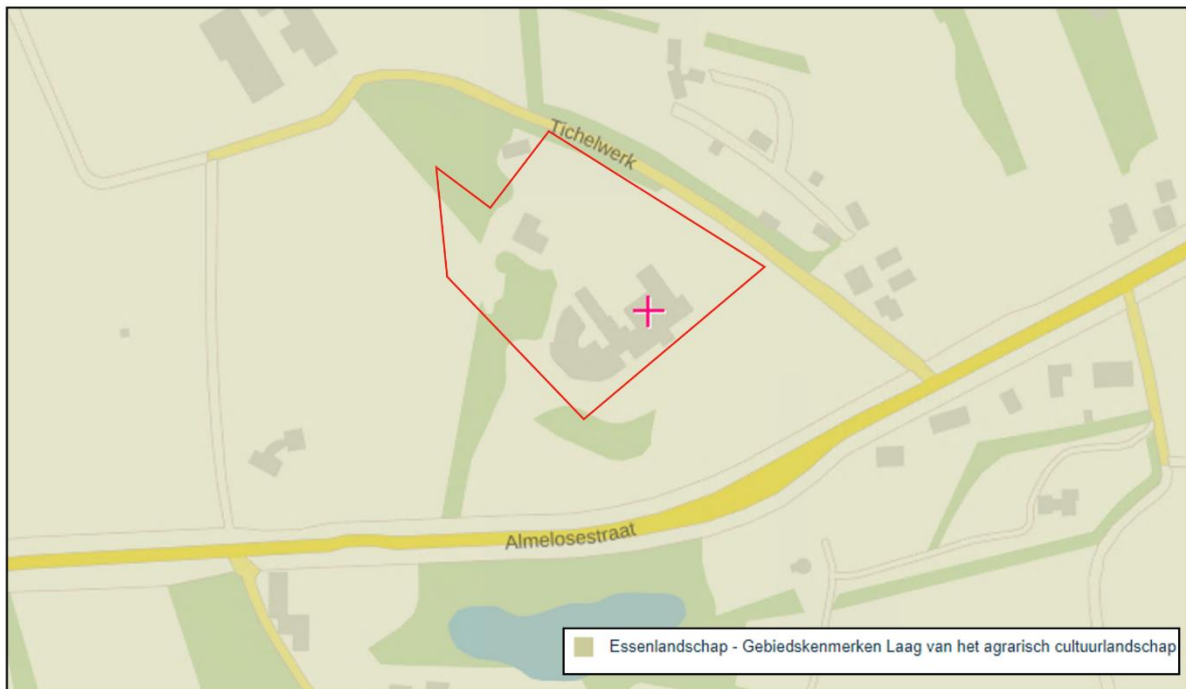 Tichelwerk
Almelosestraat
Essenlandschap - Gebiedskenmerken Laag van het agrarisch cultuurlandschap